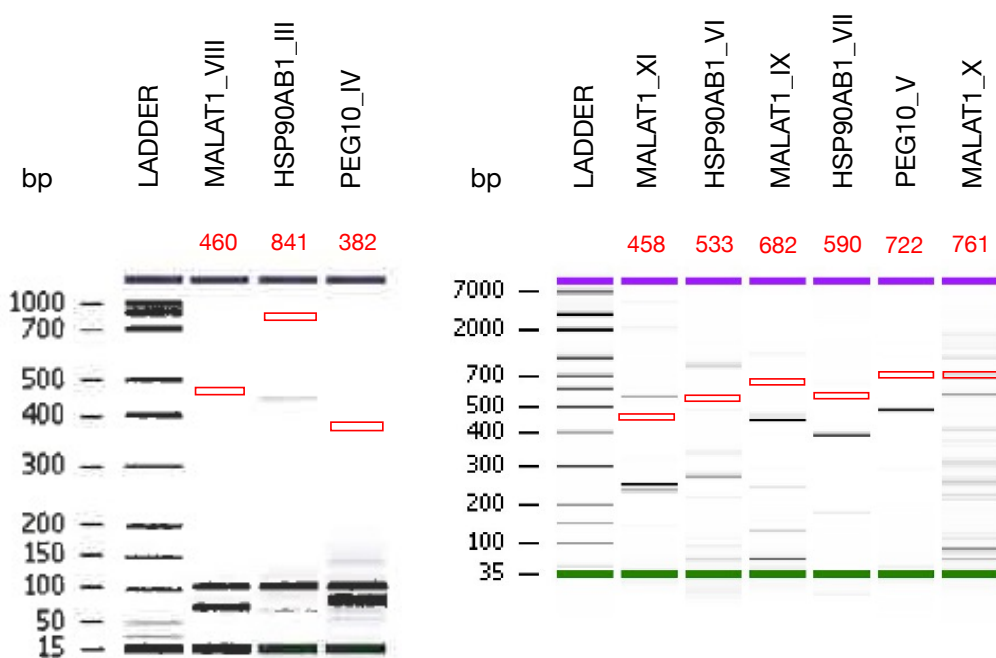 bp
LADDER
MALAT1_VIII
HSP90AB1_III
PEG10_IV
460 841 382
1000
700
500
400
300
200
150
100
50
15
bp
LADDER
MALAT1_XI
HSP90AB1_VI
MALAT1_IX
HSP90AB1_VII
PEG10_V
MALAT1_X
458 533 682 590 722 761
7000
2000
700
500
400
300
200
100
35